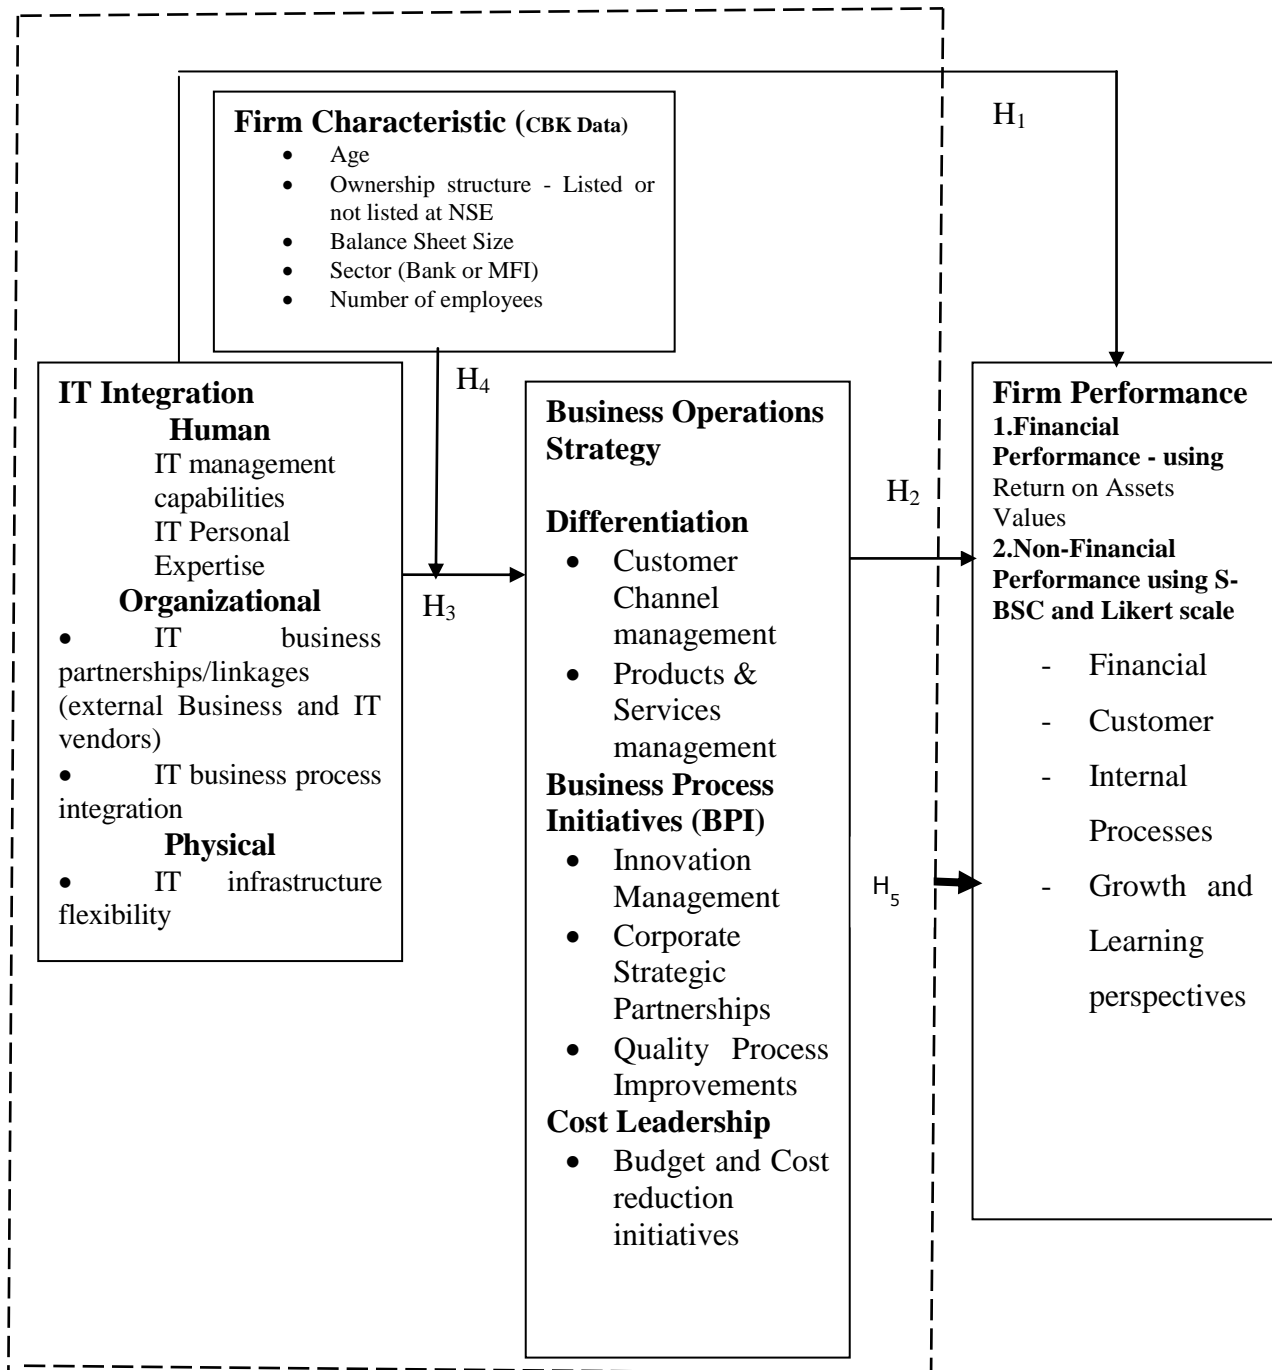 H₁
Firm Characteristic (CBK Data)
• Age
• Ownership structure - Listed or
not listed at NSE
• Balance Sheet Size
• Sector (Bank or MFI)
• Number of employees
H₄
IT Integration
Human
IT management
capabilities
IT Personal
Expertise
Organizational
• IT business
partnerships/linkages
(external Business and IT
vendors)
• IT business process
integration
Physical
• IT infrastructure
flexibility
H₃
Business Operations
Strategy
Differentiation
• Customer
Channel
management
• Products &
Services
management
Business Process
Initiatives (BPI)
• Innovation
Management
• Corporate
Strategic
Partnerships
• Quality Process
Improvements
Cost Leadership
• Budget and Cost
reduction
initiatives
H₂
H₅
Firm Performance
1.Financial
Performance - using
Return on Assets
Values
2.Non-Financial
Performance using S-
BSC and Likert scale
- Financial
- Customer
- Internal
Processes
- Growth and
Learning
perspectives